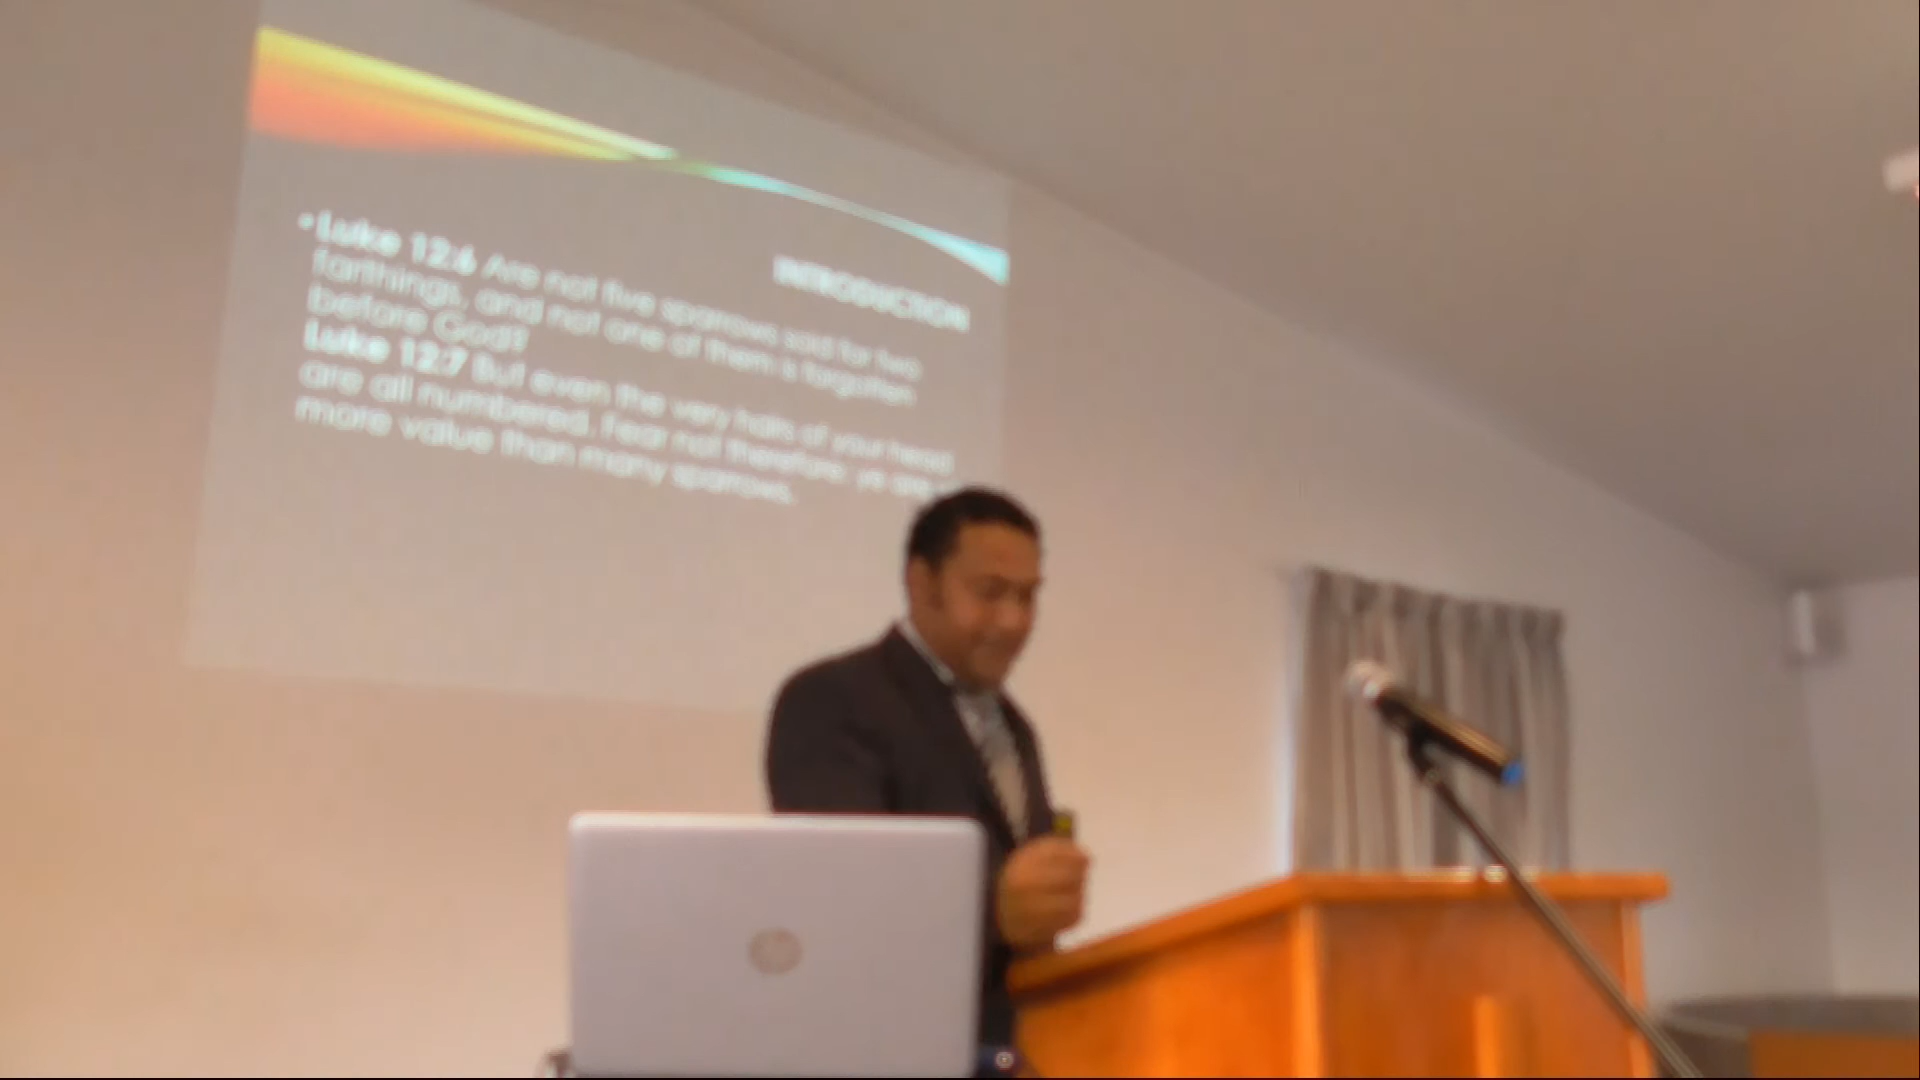 INTRODUCTION
• Luke 12:6 Are not five sparrows sold for two
farthings, and not one of them is forgotten
before God?
Luke 12:7 But even the very hairs of your head
are all numbered. Fear not therefore: ye are
more value than many sparrows.
hp